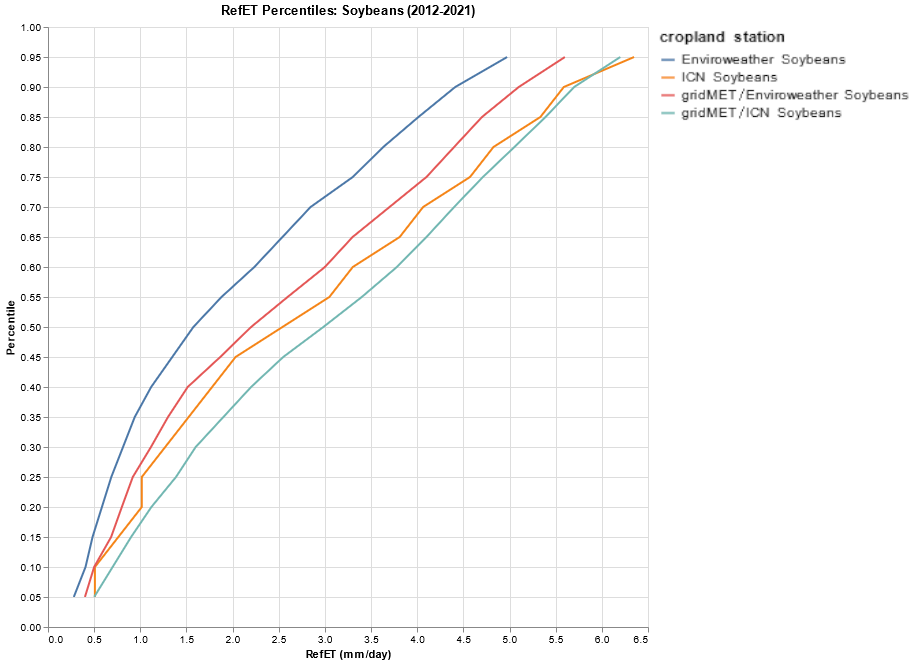 RefET Percentiles: Soybeans (2012-2021)
cropland station
Enviroweather Soybeans
ICN Soybeans
gridMET/Enviroweather Soybeans
gridMET/ICN Soybeans
Percentile
1.00
0.95
0.90
0.85
0.80
0.75
0.70
0.65
0.60
0.55
0.50
0.45
0.40
0.35
0.30
0.25
0.20
0.15
0.10
0.05
0.00
0.0 0.5 1.0 1.5 2.0 2.5 3.0 3.5 4.0 4.5 5.0 5.5 6.0 6.5
RefET (mm/day)